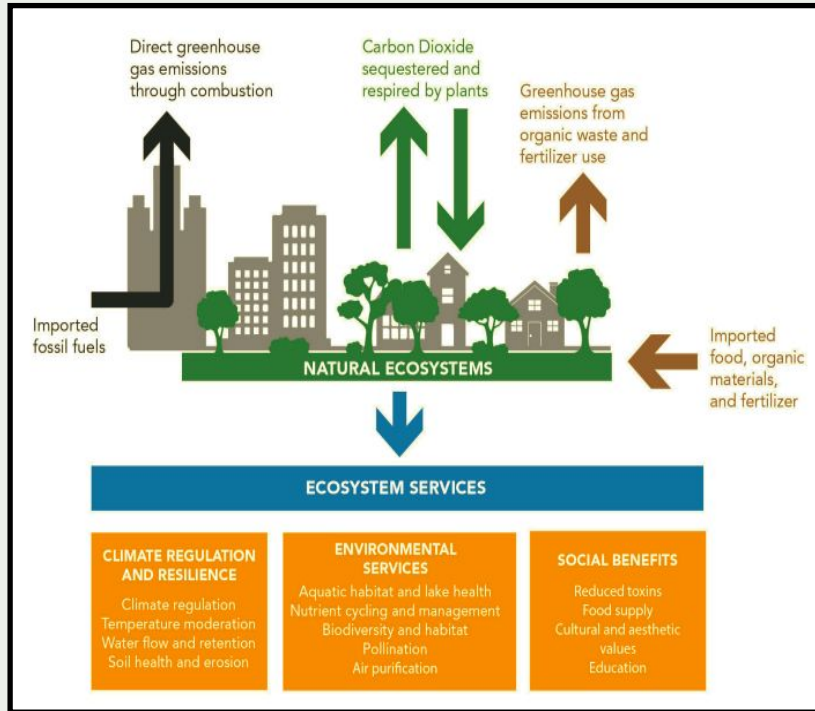 Direct greenhouse
gas emissions
through combustion
Carbon Dioxide
sequestered and
respired by plants
Greenhouse gas
emissions from
organic waste and
fertilizer use
Imported
fossil fuels
Imported
food, organic
materials,
and fertilizer
NATURAL ECOSYSTEMS
ECOSYSTEM SERVICES
CLIMATE REGULATION
AND RESILIENCE
Climate regulation
Temperature moderation
Water flow and retention
Soil health and erosion
ENVIRONMENTAL
SERVICES
Aquatic habitat and lake health
Nutrient cycling and management
Biodiversity and habitat
Pollination
Air purification
SOCIAL BENEFITS
Reduced toxins
Food supply
Cultural and aesthetic
values
Education